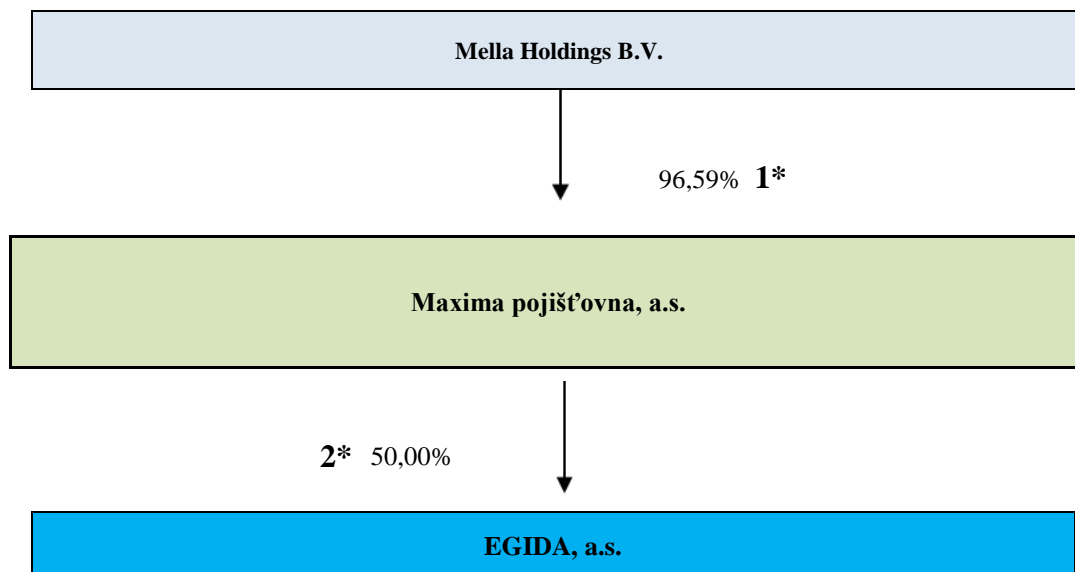 Mella Holdings B.V.
96,59% 1*
Maxima pojišťovna, a.s.
2* 50,00%
EGIDA, a.s.